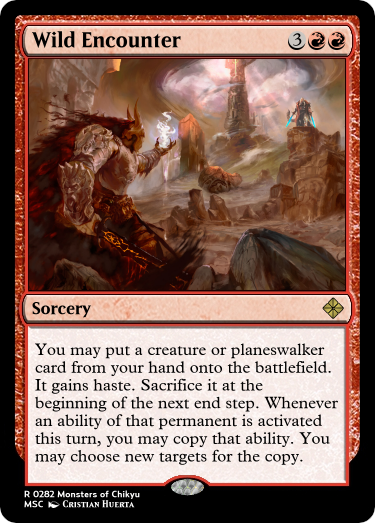 Wild Encounter 3
Sorcery
You may put a creature or planeswalker
card from your hand onto the battlefield.
It gains haste. Sacrifice it at the
beginning of the next end step. Whenever
an ability of that permanent is activated
this turn, you may copy that ability. You
may choose new targets for the copy.
R 0282 Monsters of Chikyu
MSC CRISTIAN HUERTA